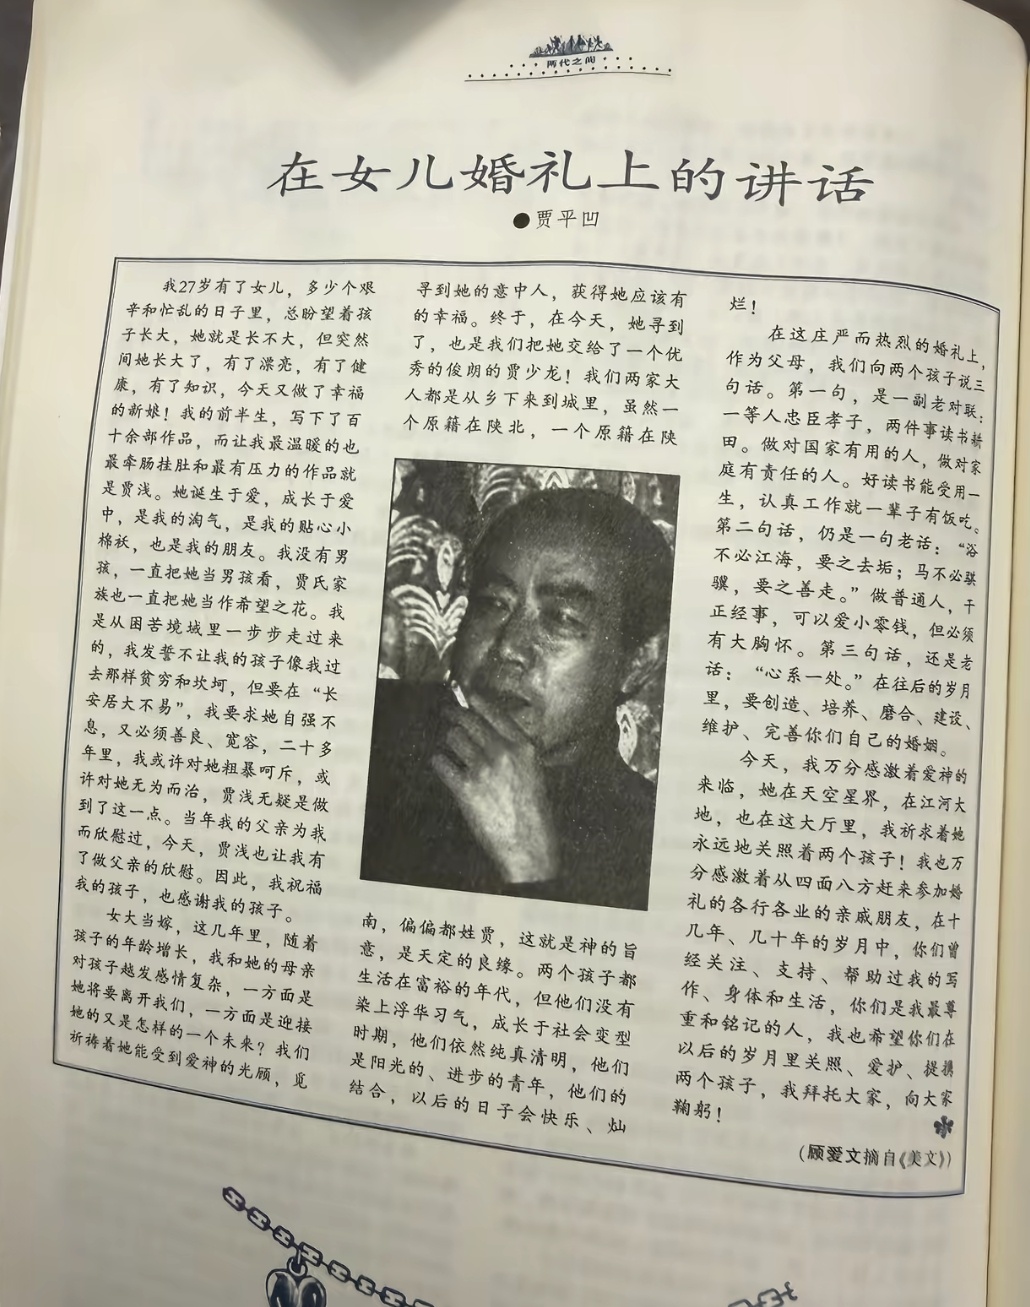 两代之间
在女儿婚礼上的讲话
●贾平凹
我27岁有了女儿，多少个艰
辛和忙乱的日子里，总盼望着孩
子长大，她就是长不大，但突然
间她长大了，有了漂亮，有了健
康，有了知识，今天又做了幸福
的新娘！我的前半生，写下了百
十余部作品，而让我最温暖的也
最牵肠挂肚和最有压力的作品就
是贾浅。她诞生于爱，成长于爱
中，是我的淘气，是我的贴心小
棉袄，也是我的朋友。我没有男
孩，一直把她当男孩看，贾氏家
族也一直把她当作希望之花。我
是从困苦境域里一步步走过来
的，我发誓不让我的孩子像我过
去那样贫穷和坎坷，但要在“长
安居大不易”，我要求她自强不
息，又必须善良、宽容，二十多
年里，我或许对她粗暴呵斥，或
许对她无为而治，贾浅无疑是做
到了这一点。当年我的父亲为我
而欣慰过，今天，贾浅也让我有
了做父亲的欣慰。因此，我祝福
我的孩子，也感谢我的孩子。
女大当嫁，这几年里，随着
孩子的年龄增长，我和她的母亲
对孩子越发感情复杂，一方面是
她将要离开我们，一方面是迎接
她的又是怎样的一个未来？我们
祈祷着她能受到爱神的光顾，觅
寻到她的意中人，获得她应该有
的幸福。终于，在今天，她寻到
了，也是我们把她交给了一个优
秀的俊朗的贾少龙！我们两家大
人都是从乡下来到城里，虽然一
个原籍在陕北，一个原籍在陕
南，偏偏都姓贾，这就是神的旨
意，是天定的良缘。两个孩子都
生活在富裕的年代，但他们没有
染上浮华习气，成长于社会变型
时期，他们依然纯真清明，他们
是阳光的、进步的青年，他们的
结合，以后的日子会快乐、灿
烂！
在这庄严而热烈的婚礼上，
作为父母，我们向两个孩子说三
句话。第一句，是一副老对联：
一等人忠臣孝子，两件事读书耕
田。做对国家有用的人，做对家
庭有责任的人。好读书能受用一
生，认真工作就一辈子有饭吃。
第二句话，仍是一句老话：“浴
不必江海，要之去垢；马不必骐
骥，要之善走。”做普通人，干
正经事，可以爱小零钱，但必须
有大胸怀。第三句话，还是老
话：“心系一处。”在往后的岁月
里，要创造、培养、磨合、建设、
维护、完善你们自己的婚姻。
今天，我万分感激着爱神的
来临，她在天空星界，在江河大
地，也在这大厅里，我祈求着她
永远地关照着两个孩子！我也万
分感激着从四面八方赶来参加婚
礼的各行各业的亲戚朋友，在十
几年、几十年的岁月中，你们曾
经关注、支持、帮助过我的写
作、身体和生活，你们是我最尊
重和铭记的人，我也希望你们在
以后的岁月里关照、爱护、提携
两个孩子，我拜托大家，向大家
鞠躬！
（顾爱文摘自《美文》）